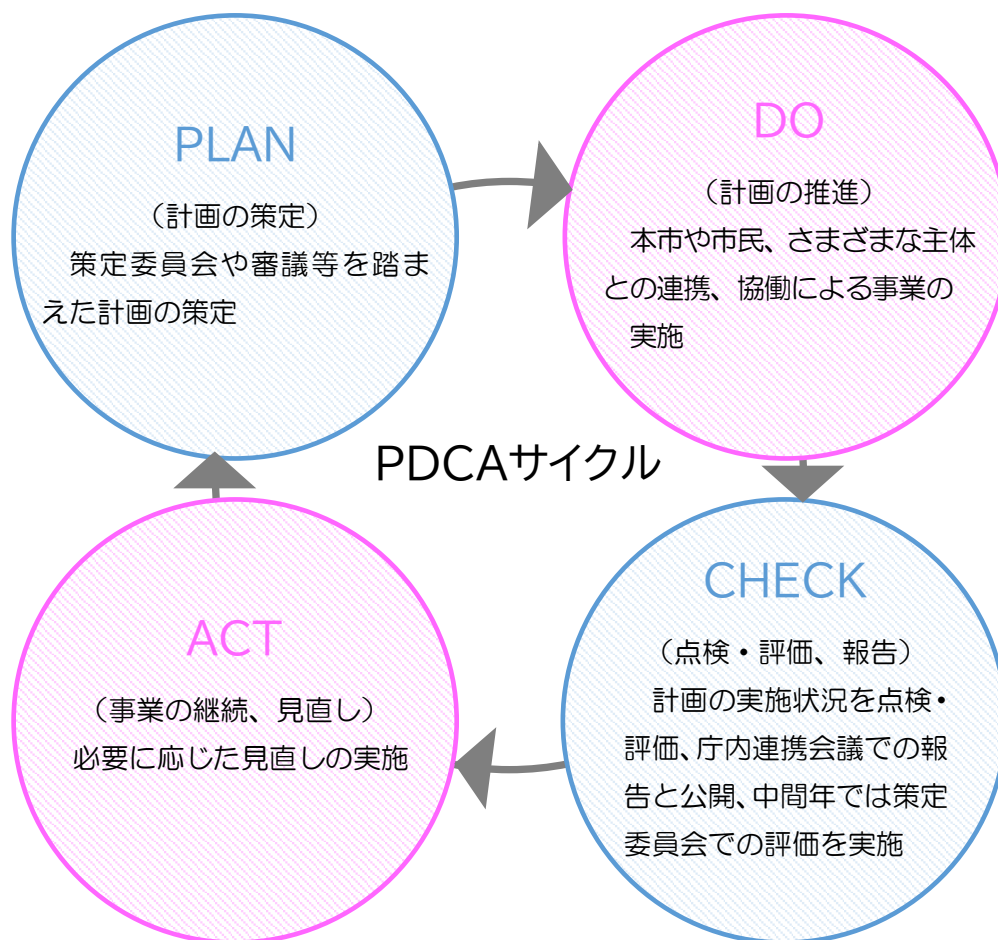 PLAN
（計画の策定）
策定委員会や審議等を踏ま
えた計画の策定
DO
（計画の推進）
本市や市民、さまざまな主体
との連携、協働による事業の
実施
PDCAサイクル
CHECK
（点検・評価、報告）
計画の実施状況を点検・
評価、庁内連携会議での報
告と公開、中間年では策定
委員会での評価を実施
ACT
（事業の継続、見直し）
必要に応じた見直しの実施